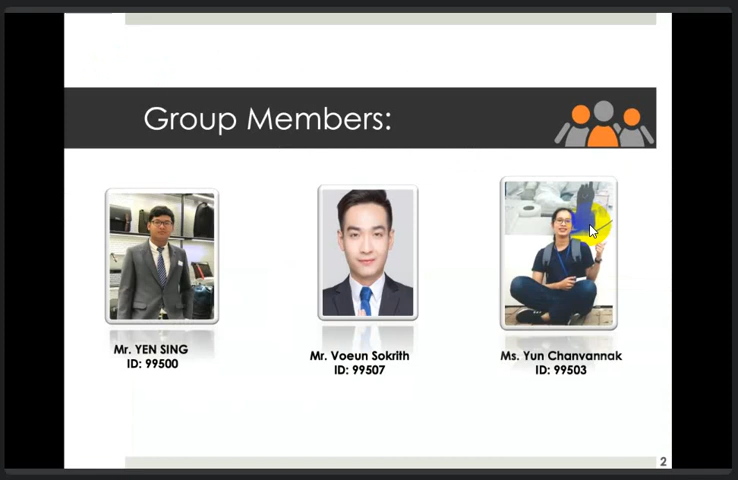 Group Members:
Mr. YEN SING
ID: 99500
Mr. Voeun Sokrith
ID: 99507
Ms. Yun Chanvannak
ID: 99503
2